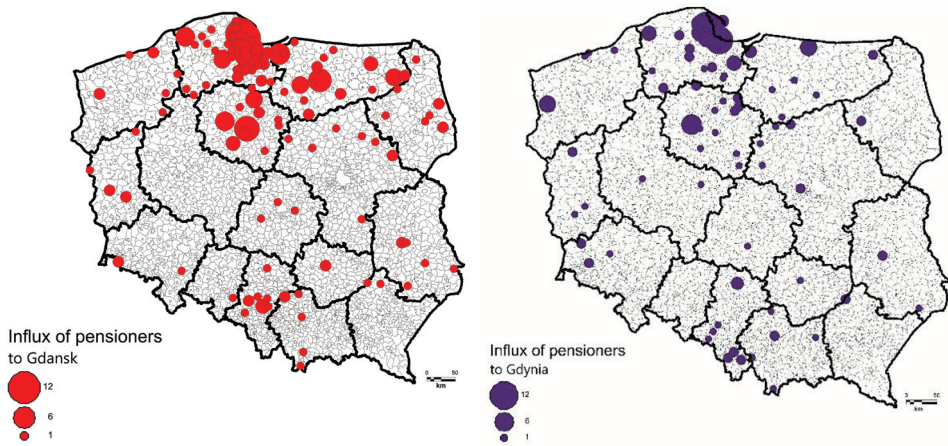 Influx of pensioners
to Gdansk
12
6
1
0 50
km
Influx of pensioners
to Gdynia
12
6
1
50
km